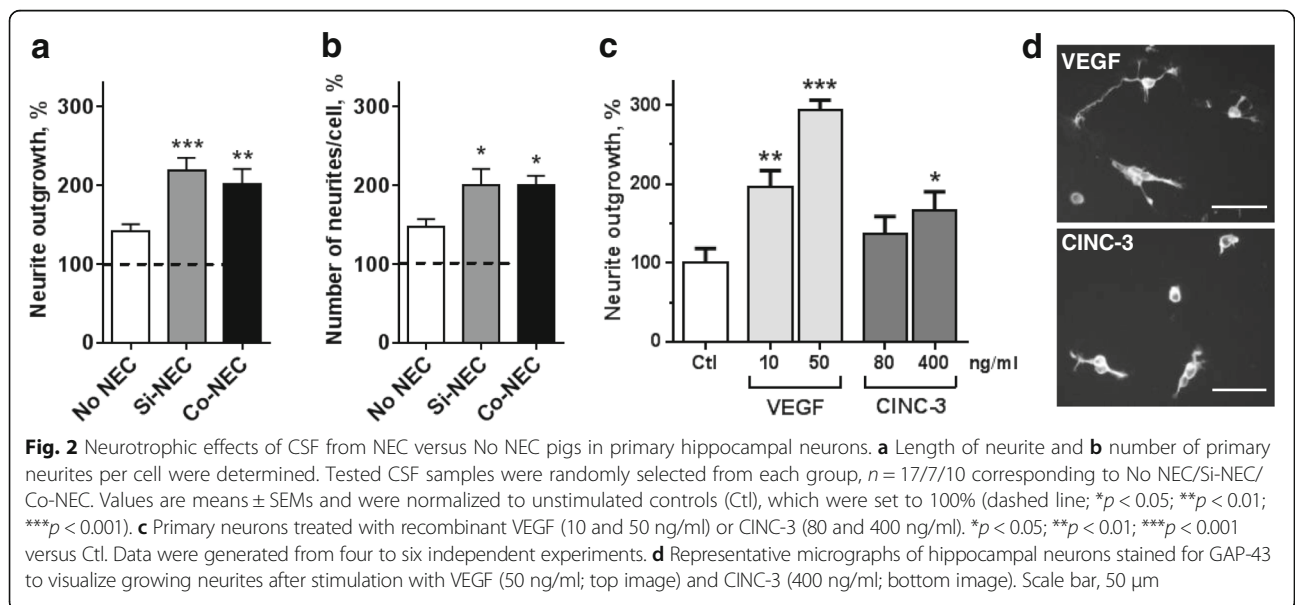 a
b
c
d
Neurite outgrowth, %
300
200
100
0
***
**
No NEC
Si-NEC
Co-NEC
Number of neurites/cell, %
300
200
100
0
*
*
No NEC
Si-NEC
Co-NEC
Neurite outgrowth, %
300
200
100
0
**
***
*
Ctl 10 50 80 400 ng/ml
VEGF CINC-3
VEGF
CINC-3
Fig. 2 Neurotrophic effects of CSF from NEC versus No NEC pigs in primary hippocampal neurons. a Length of neurite and b number of primary
neurites per cell were determined. Tested CSF samples were randomly selected from each group, n = 17/7/10 corresponding to No NEC/Si-NEC/
Co-NEC. Values are means ± SEMs and were normalized to unstimulated controls (Ctl), which were set to 100% (dashed line; *p < 0.05; **p < 0.01;
***p < 0.001). c Primary neurons treated with recombinant VEGF (10 and 50 ng/ml) or CINC-3 (80 and 400 ng/ml). *p < 0.05; **p < 0.01; ***p < 0.001
versus Ctl. Data were generated from four to six independent experiments. d Representative micrographs of hippocampal neurons stained for GAP-43
to visualize growing neurites after stimulation with VEGF (50 ng/ml; top image) and CINC-3 (400 ng/ml; bottom image). Scale bar, 50 μm